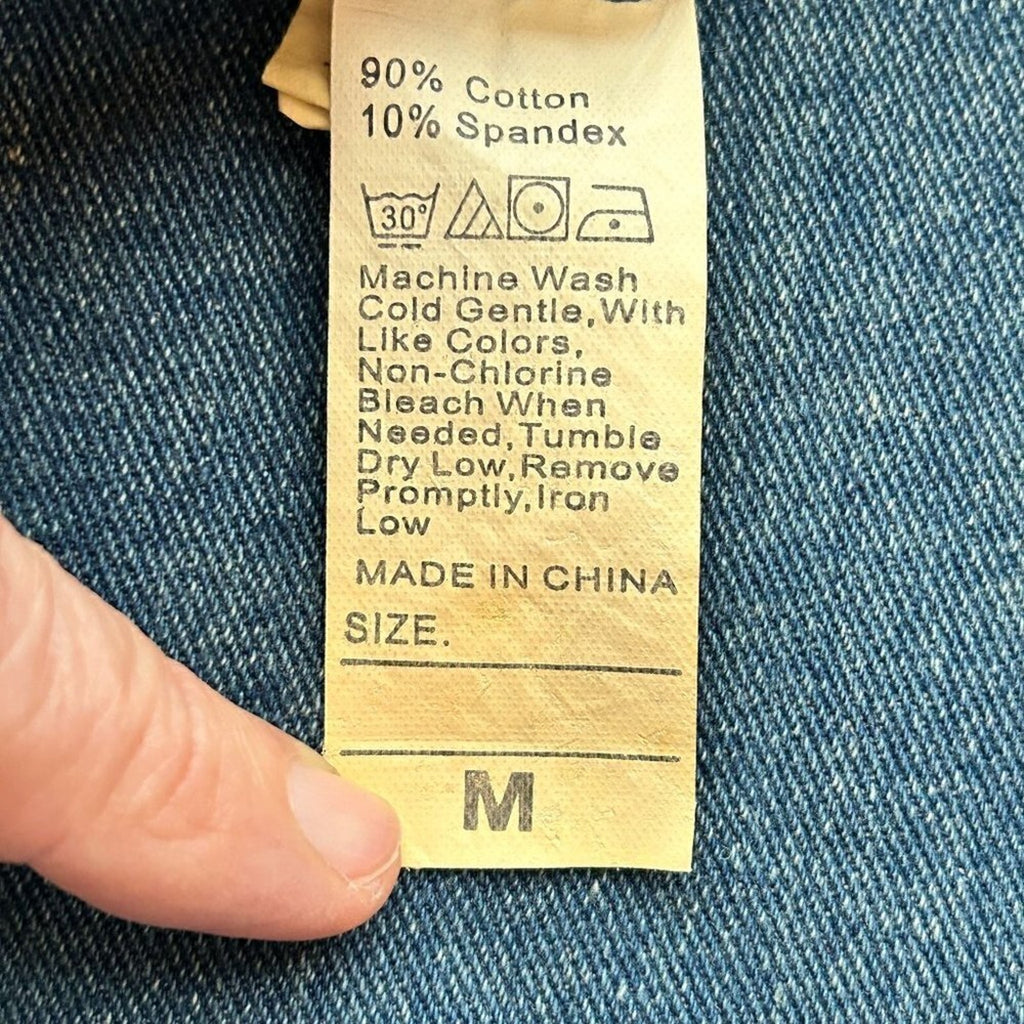 90% Cotton
10% Spandex
30°
Machine Wash
Cold Gentle,With
Like Colors,
Non-Chlorine
Bleach When
Needed,Tumble
Dry Low,Remove
Promptly,Iron
Low
MADE IN CHINA
SIZE.
M